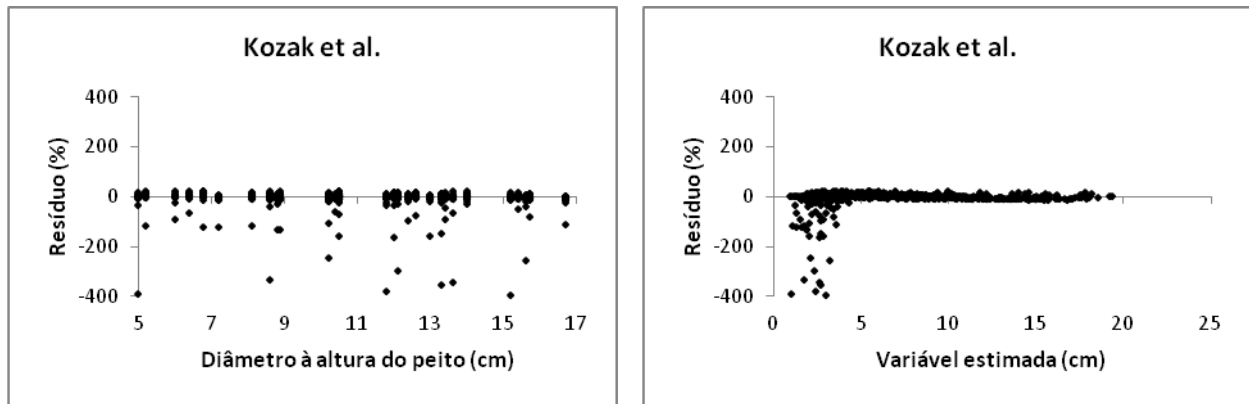 Kozak et al.
400
200
0
-200
-400
Resíduo (%)
5 7 9 11 13 15 17
Diâmetro à altura do peito (cm)
Kozak et al.
400
200
0
-200
-400
Resíduo (%)
0 5 10 15 20 25
Variável estimada (cm)